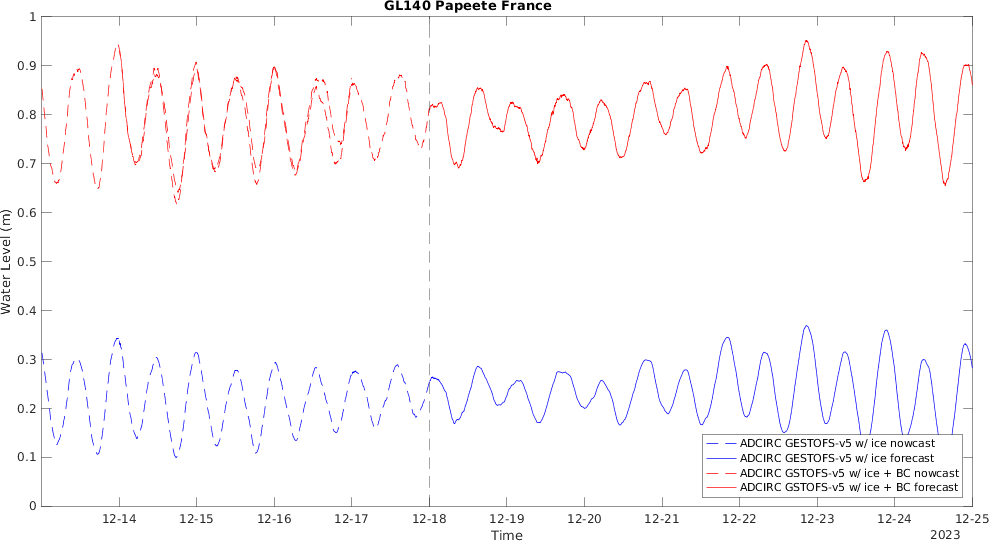 GL140 Papeete France
1
0.9
0.8
0.7
0.6
0.5
0.4
0.3
0.2
0.1
0
Water Level (m)
ADCIRC GESTOFS-v5 w/ ice nowcast
ADCIRC GESTOFS-v5 w/ ice forecast
ADCIRC GSTOFS-v5 w/ ice + BC nowcast
ADCIRC GSTOFS-v5 w/ ice + BC forecast
12-14 12-15 12-16 12-17 12-18 12-19 12-20 12-21 12-22 12-23 12-24 12-25
Time
2023